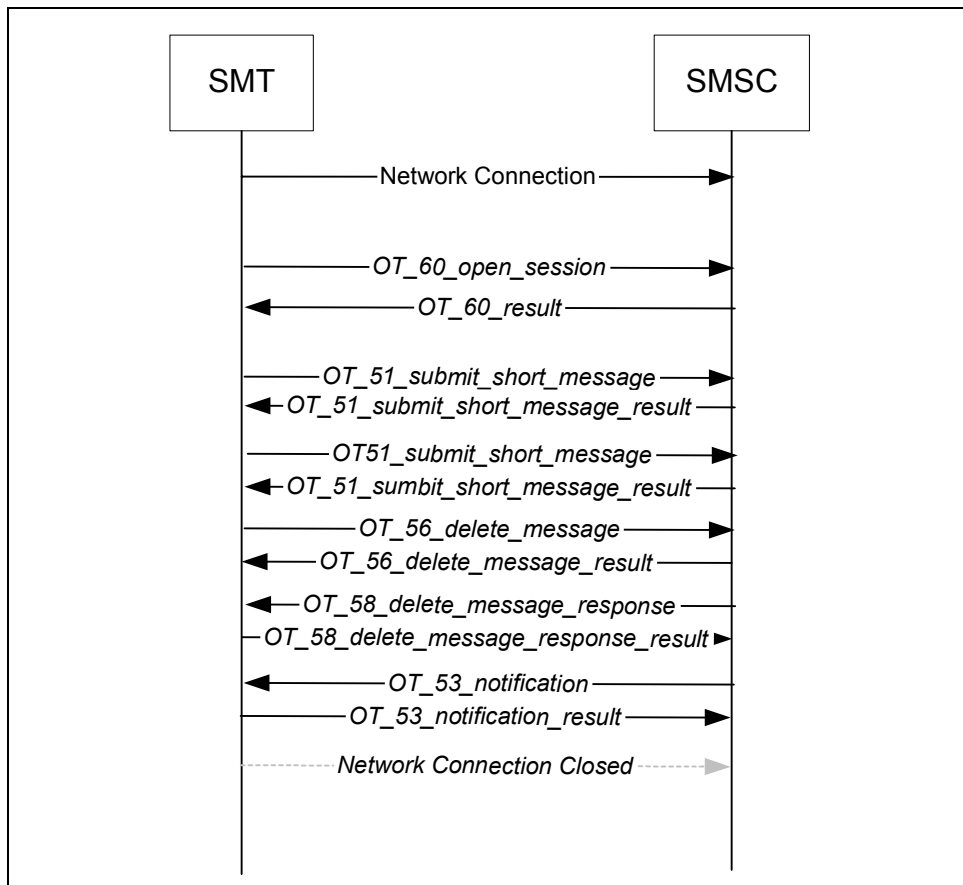 SMT
SMSC
Network Connection
OT_60_open_session
OT_60_result
OT_51_submit_short_message
OT_51_submit_short_message_result
OT51_submit_short_message
OT_51_sumbit_short_message_result
OT_56_delete_message
OT_56_delete_message_result
OT_58_delete_message_response
OT_58_delete_message_response_result
OT_53_notification
OT_53_notification_result
Network Connection Closed